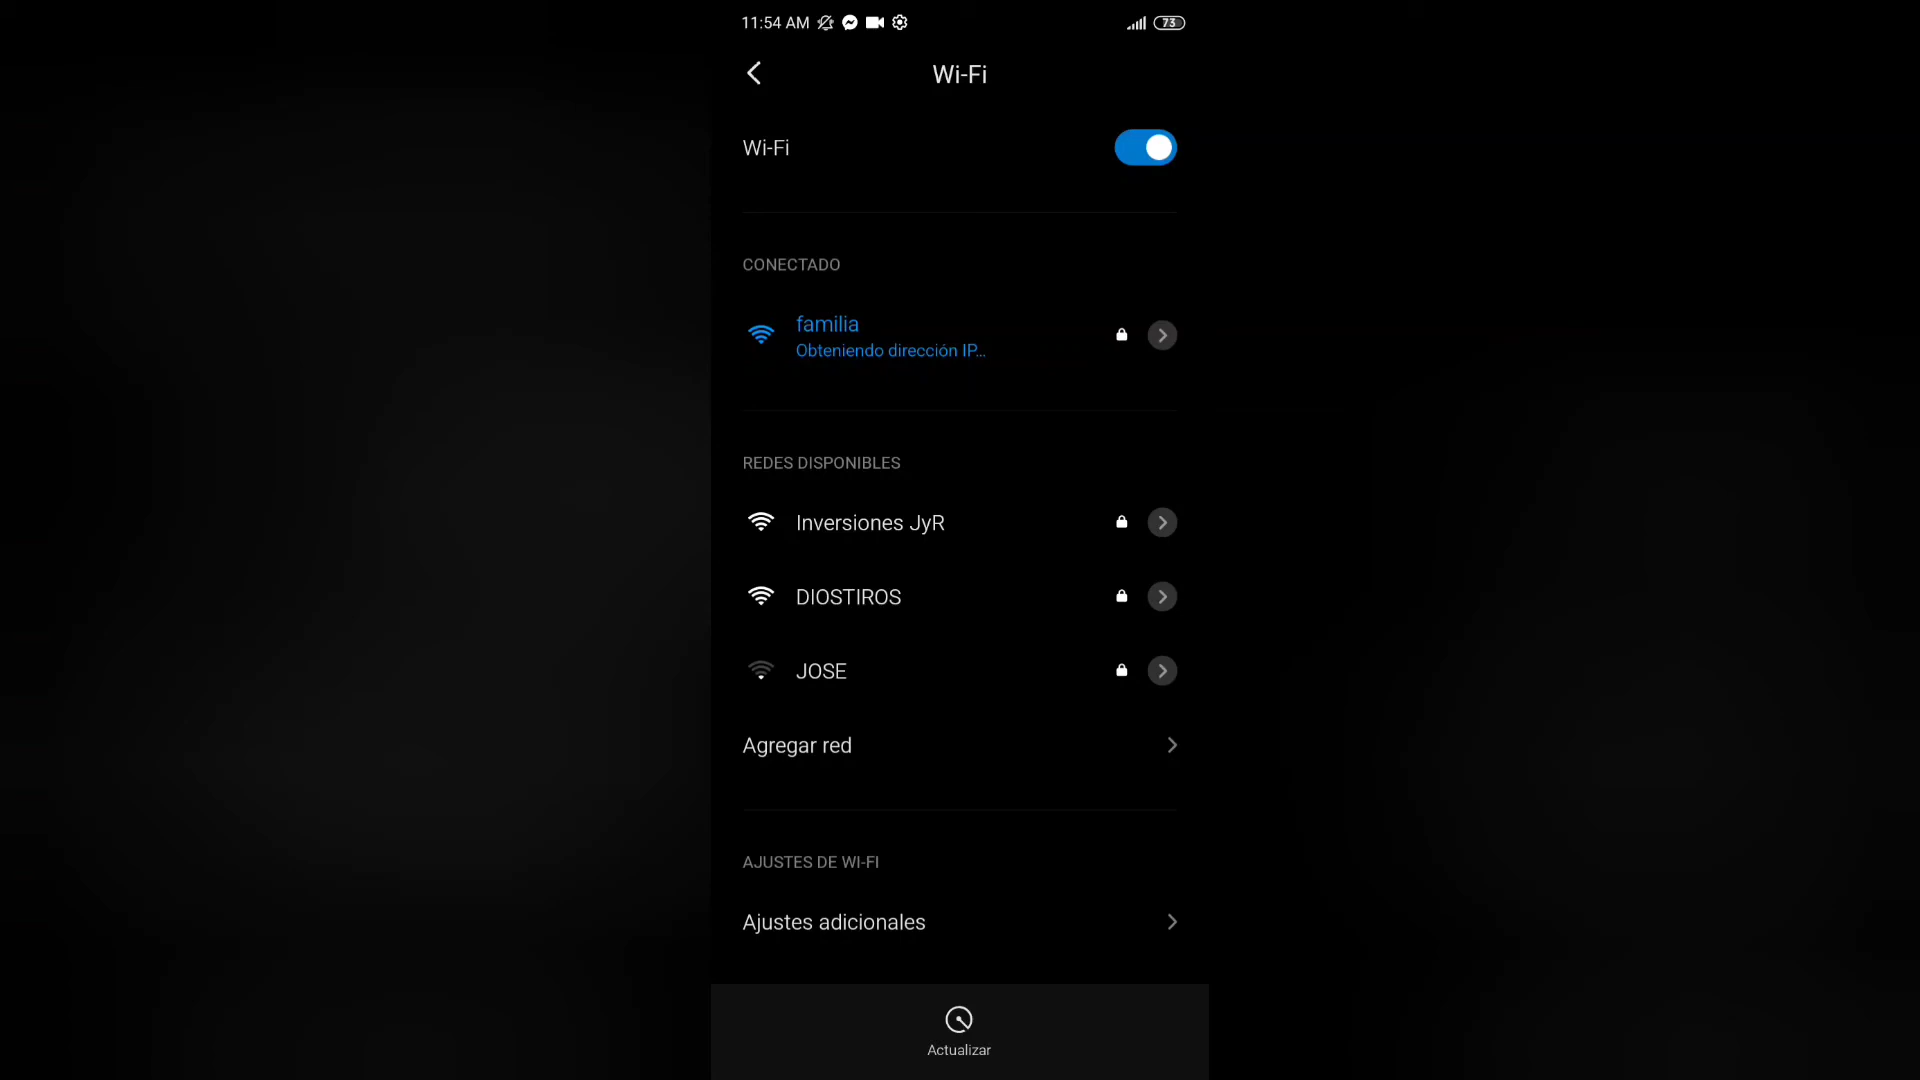 11:54 AM
73
Wi-Fi
Wi-Fi
CONECTADO
familia
Obteniendo dirección IP...
REDES DISPONIBLES
Inversiones JyR
DIOSTIROS
JOSE
Agregar red
AJUSTES DE WI-FI
Ajustes adicionales
Actualizar